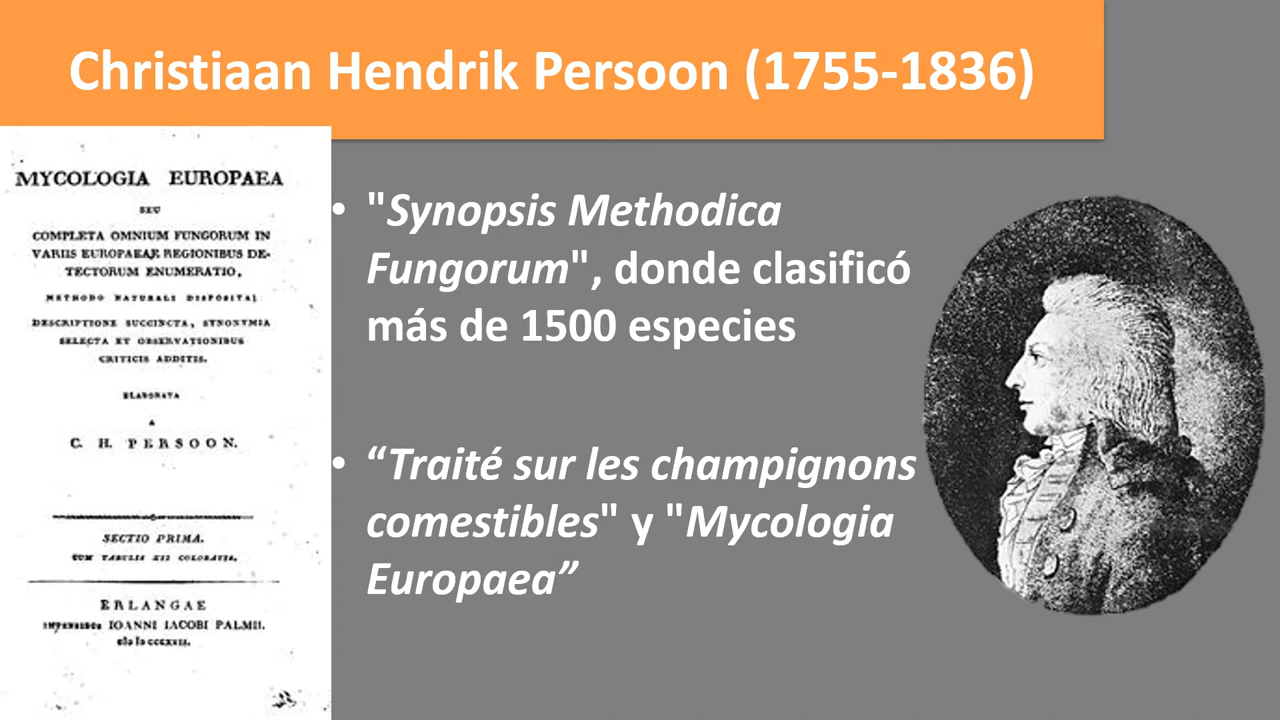 Christiaan Hendrik Persoon (1755-1836)
MYCOLOGIA EUROPAEA
SEU
COMPLETA OMNIUM FUNGORUM IN
VARIIS EUROPAEAE REGIONIBUS DE-
TECTORUM ENUMERATIO,
METHODO NATURALI DISPOSITA;
DESCRIPTIONE SUCCINCTA, SYNONYMIA
SELECTA ET OBSERVATIONIBUS
CRITICIS ADDITIS.
ELABORATA
A
C. H. PERSOON.
SECTIO PRIMA.
CUM TABULIS XII COLORATIS.
ERLANGAE
IMPENSIBUS IOANNI IACOBI PALMII.
• "Synopsis Methodica
Fungorum", donde clasificó
más de 1500 especies
• “Traité sur les champignons
comestibles" y "Mycologia
Europaea”